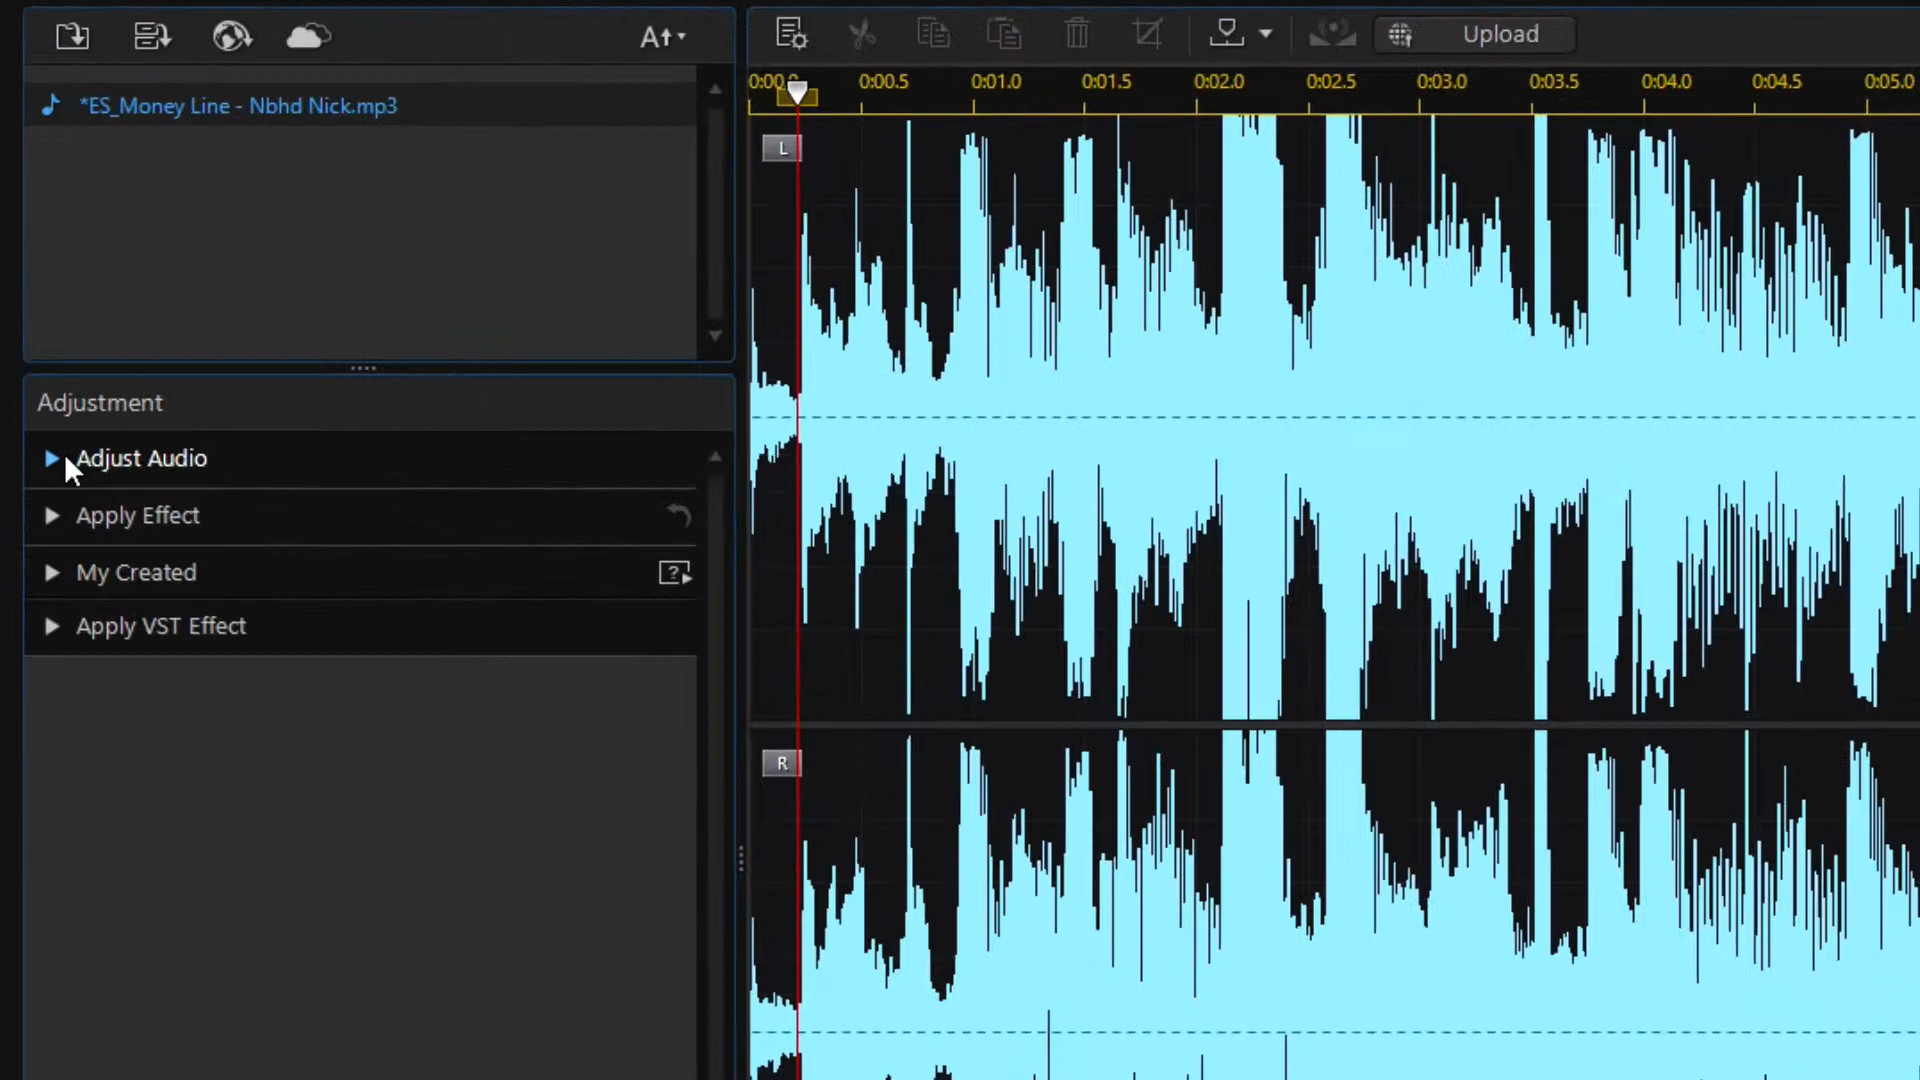 A
Upload
0:00.0 0:00.5 0:01.0 0:01.5 0:02.0 0:02.5 0:03.0 0:03.5 0:04.0 0:04.5 0:05.0
*ES_Money Line - Nbhd Nick.mp3
L
Adjustment
Adjust Audio
Apply Effect
My Created
?
Apply VST Effect
R